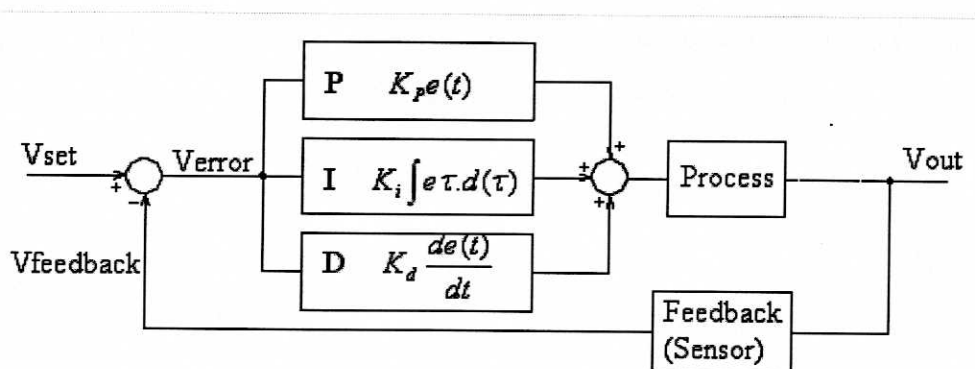 P K_P e(t)
Vset
+
-
Verror
I K_i ∫ e τ.d(τ)
+
+
+
Process
Vout
D K_d de(t)/dt
Vfeedback
Feedback
(Sensor)